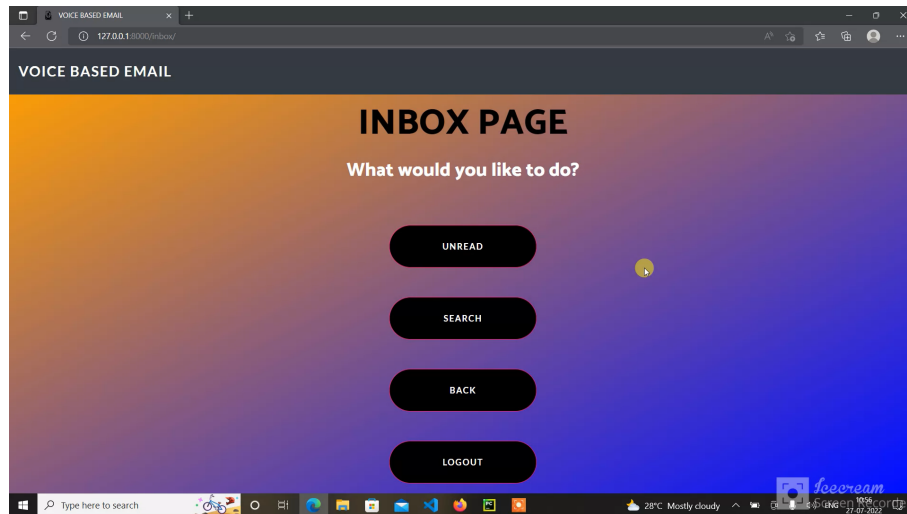 VOICE BASED EMAIL
127.0.0.1:8000/inbox/
VOICE BASED EMAIL
INBOX PAGE
What would you like to do?
UNREAD
SEARCH
BACK
LOGOUT
Icecream
Screen Recorder
Type here to search
28°C Mostly cloudy
ENG
10:56
27-07-2022